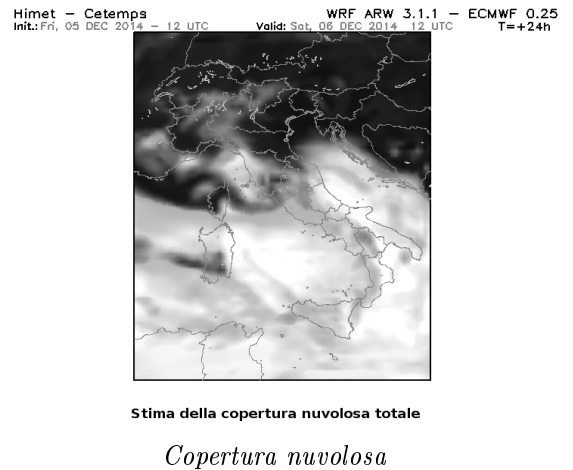 Himet – Cetemps WRF ARW 3.1.1 – ECMWF 0.25
Init.: Fri, 05 DEC 2014 – 12 UTC Valid: Sat, 06 DEC 2014 12 UTC T=+24h
Stima della copertura nuvolosa totale
Copertura nuvolosa